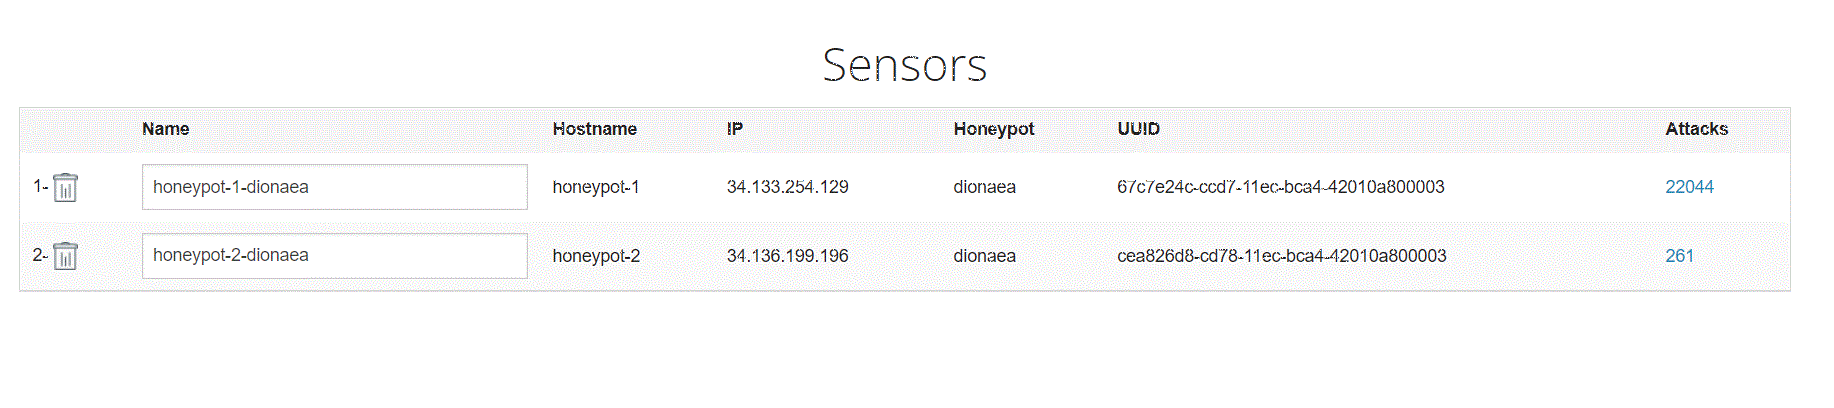 Sensors
Name Hostname IP Honeypot UUID Attacks
1- honeypot-1-dionaea honeypot-1 34.133.254.129 dionaea 67c7e24c-ccd7-11ec-bca4-42010a800003 22044
2- honeypot-2-dionaea honeypot-2 34.136.199.196 dionaea cea826d8-cd78-11ec-bca4-42010a800003 261